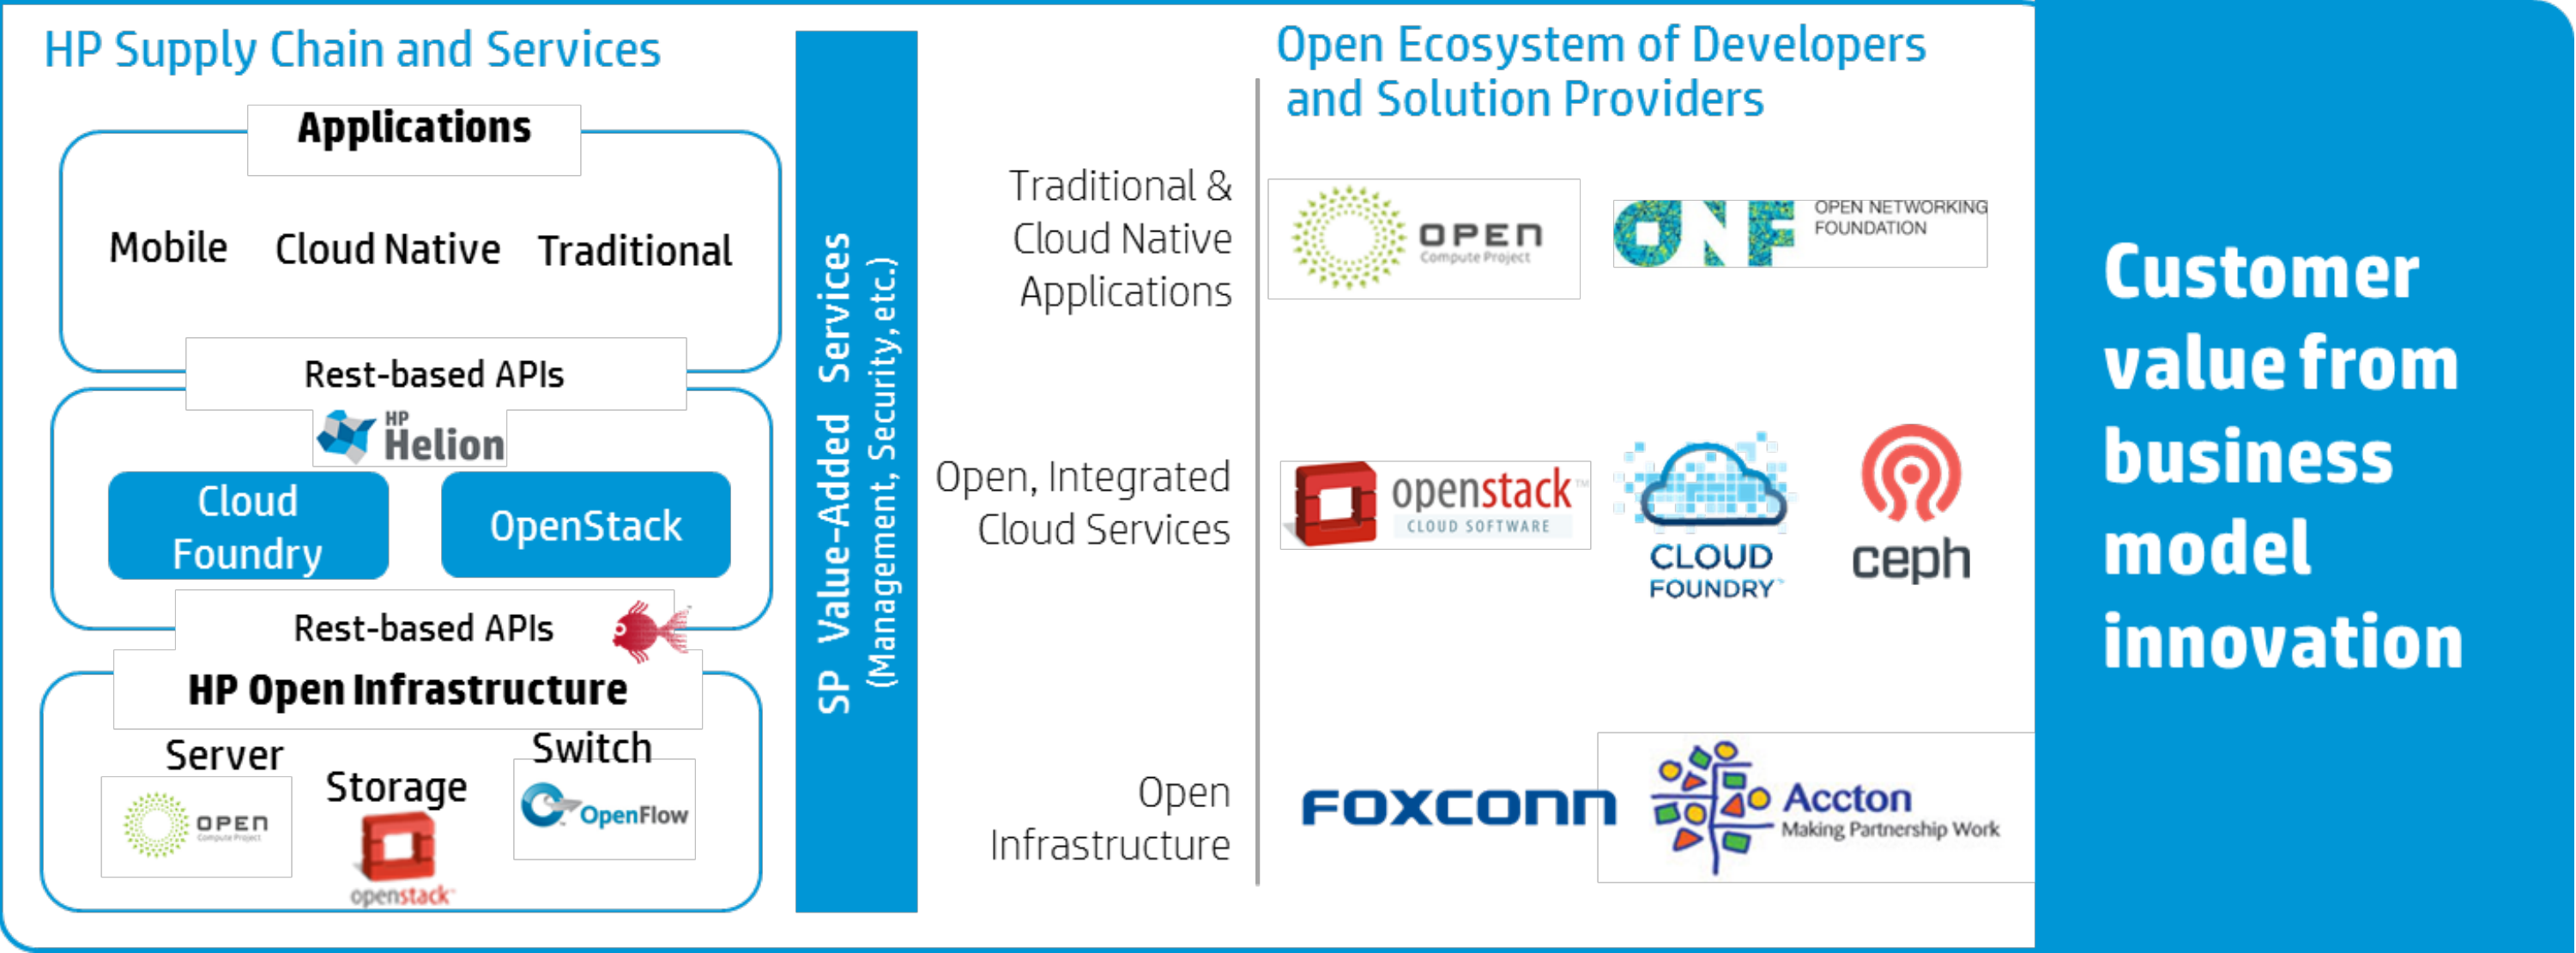 HP Supply Chain and Services
Applications
Mobile Cloud Native Traditional
Rest-based APIs
HP
Helion
Cloud
Foundry
OpenStack
Rest-based APIs
HP Open Infrastructure
Server
OPEN
Compute Project
Storage
openstack™
Switch
OpenFlow
SP Value-Added Services
(Management, Security, etc.)
Open Ecosystem of Developers
and Solution Providers
Traditional &
Cloud Native
Applications
OPEN
Compute Project
ONF
OPEN NETWORKING
FOUNDATION
Open, Integrated
Cloud Services
openstack™
CLOUD SOFTWARE
CLOUD
FOUNDRY™
ceph
Open
Infrastructure
FOXCONN
Accton
Making Partnership Work
Customer
value from
business
model
innovation